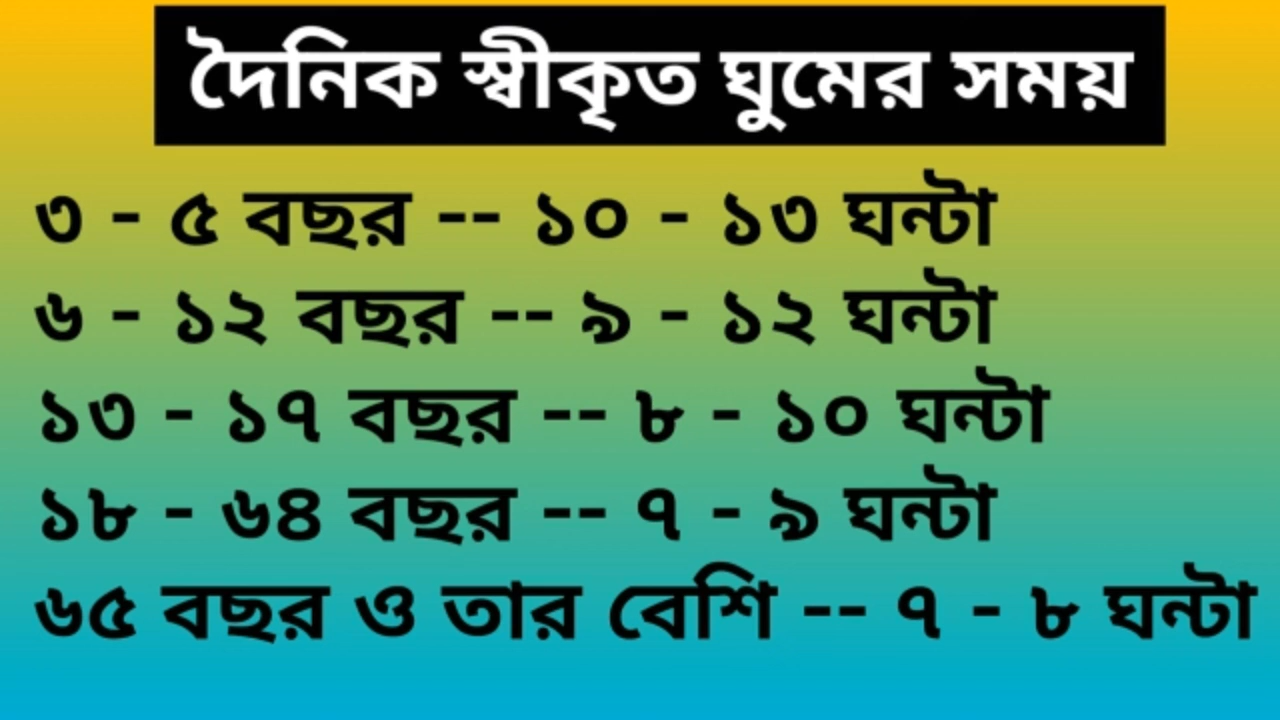 দৈনিক স্বীকৃত ঘুমের সময়
৩ - ৫ বছর -- ১০ - ১৩ ঘন্টা
৬ - ১২ বছর -- ৯ - ১২ ঘন্টা
১৩ - ১৭ বছর -- ৮ - ১০ ঘন্টা
১৮ - ৬৪ বছর -- ৭ - ৯ ঘন্টা
৬৫ বছর ও তার বেশি -- ৭ - ৮ ঘন্টা